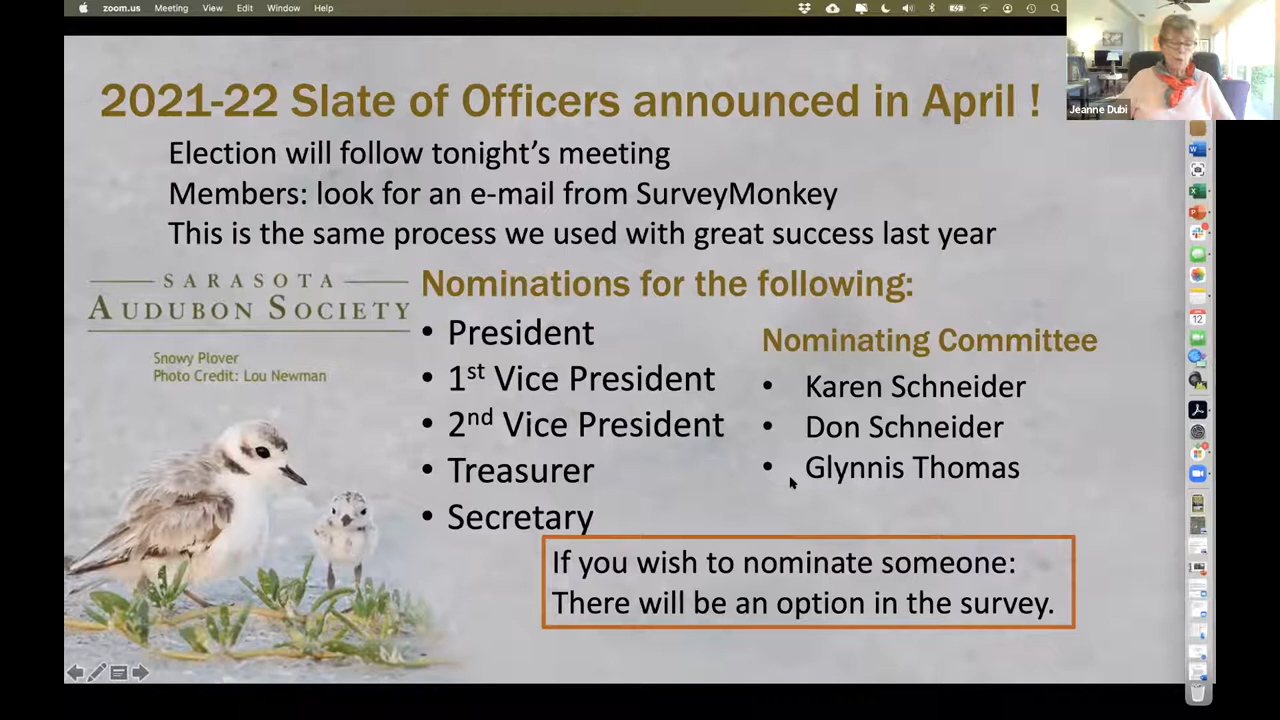 zoom.us Meeting View Edit Window Help
Jeanne Dubi
2021-22 Slate of Officers announced in April !
Election will follow tonight's meeting
Members: look for an e-mail from SurveyMonkey
This is the same process we used with great success last year
SARASOTA
AUDUBON SOCIETY
Snowy Plover
Photo Credit: Lou Newman
Nominations for the following:
• President
• 1st Vice President
• 2nd Vice President
• Treasurer
• Secretary
Nominating Committee
• Karen Schneider
• Don Schneider
• Glynnis Thomas
If you wish to nominate someone:
There will be an option in the survey.
12